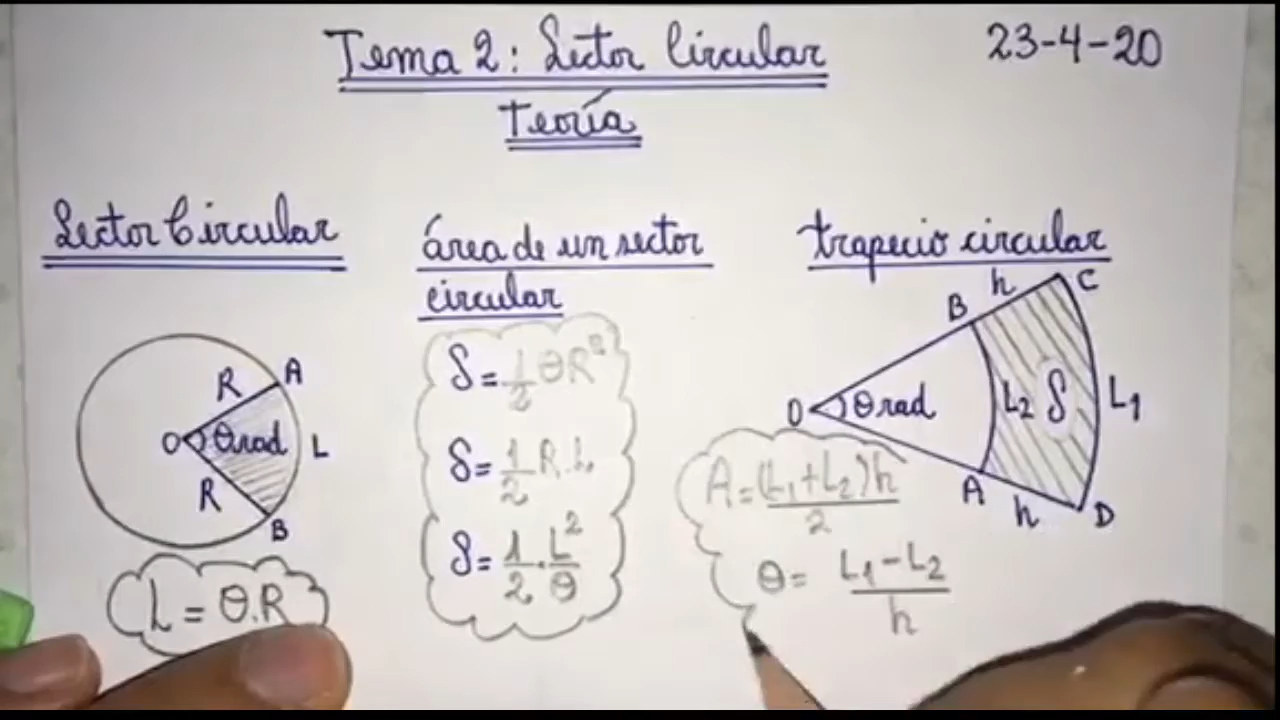 Tema 2: Sector Circular
23-4-20
Teoría
Sector Circular
R
A
O
θrad
L
R
B
L = θ.R
área de un sector
circular
S = 1/2 θR²
S = 1/2 R.L
S = 1/2 . L²/θ
trapecio circular
h
C
B
O
θrad
L₂
S
L₁
A
h
D
A = (L₁+L₂)h/2
θ = L₁-L₂/h